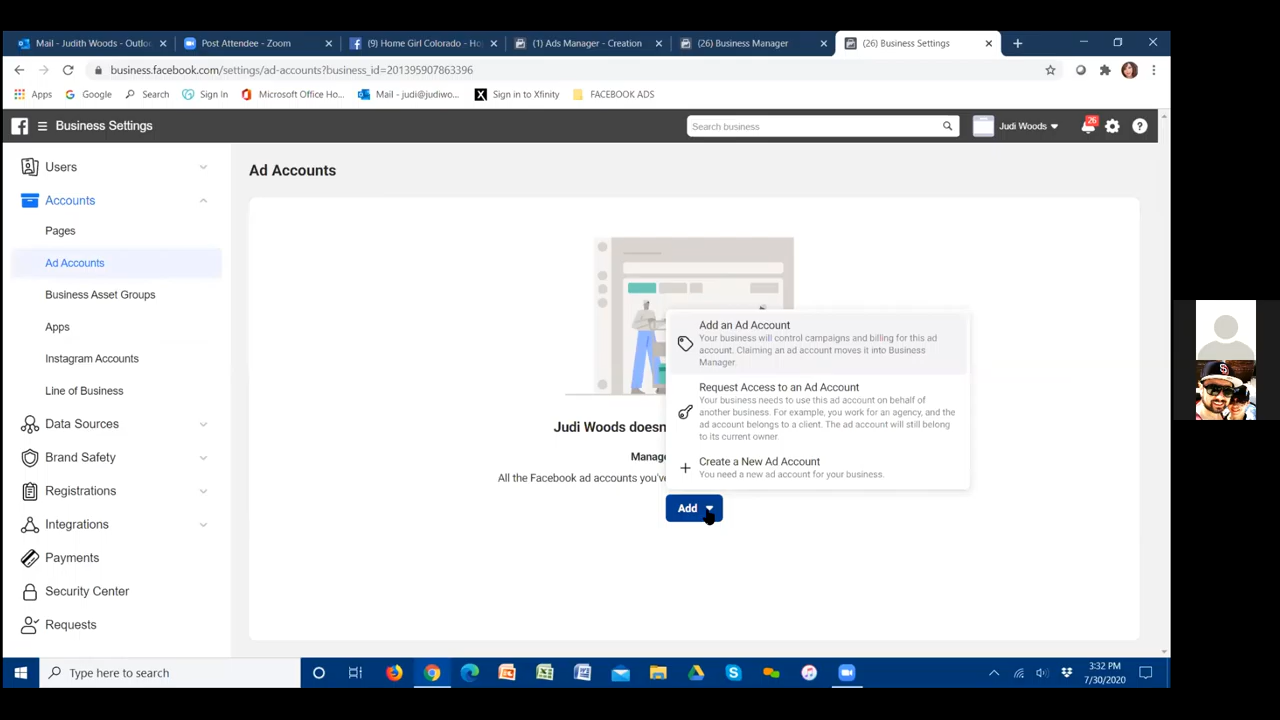 Mail - Judith Woods - Outlo
Post Attendee - Zoom
(9) Home Girl Colorado - Ho
(1) Ads Manager - Creation
(26) Business Manager
(26) Business Settings
business.facebook.com/settings/ad-accounts?business_id=201395907863396
Apps
Google
Search
Sign In
Microsoft Office Ho...
Mail - judi@judiwo...
Sign in to Xfinity
FACEBOOK ADS
Business Settings
Search business
Judi Woods
26
Users
Accounts
Pages
Ad Accounts
Business Asset Groups
Apps
Instagram Accounts
Line of Business
Data Sources
Brand Safety
Registrations
Integrations
Payments
Security Center
Requests
Ad Accounts
Add an Ad Account
Your business will control campaigns and billing for this ad
account. Claiming an ad account moves it into Business
Manager.
Request Access to an Ad Account
Your business needs to use this ad account on behalf of
another business. For example, you work for an agency, and the
ad account belongs to a client. The ad account will still belong
to its current owner.
Create a New Ad Account
You need a new ad account for your business.
Judi Woods doesn
Manage
All the Facebook ad accounts you've
Add
Type here to search
3:32 PM
7/30/2020